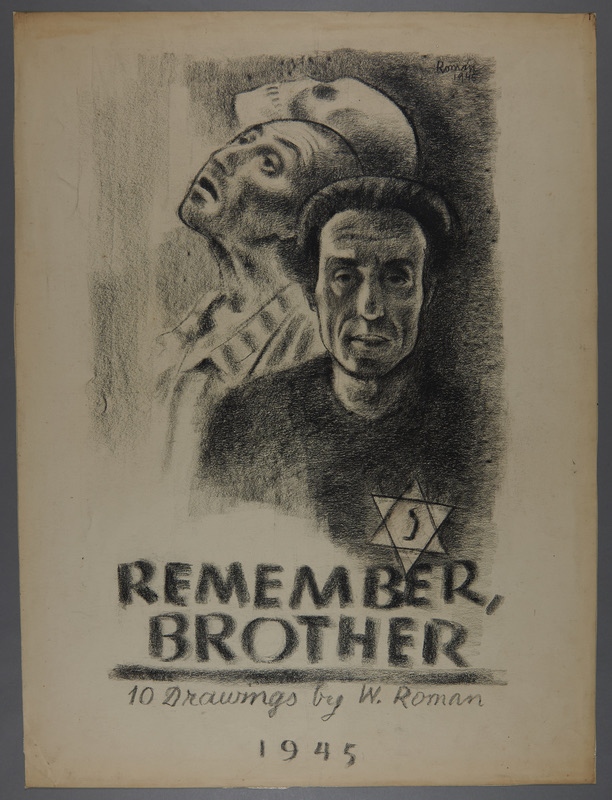 Roman
1945
J
REMEMBER,
BROTHER
10 Drawings by W. Roman
1945